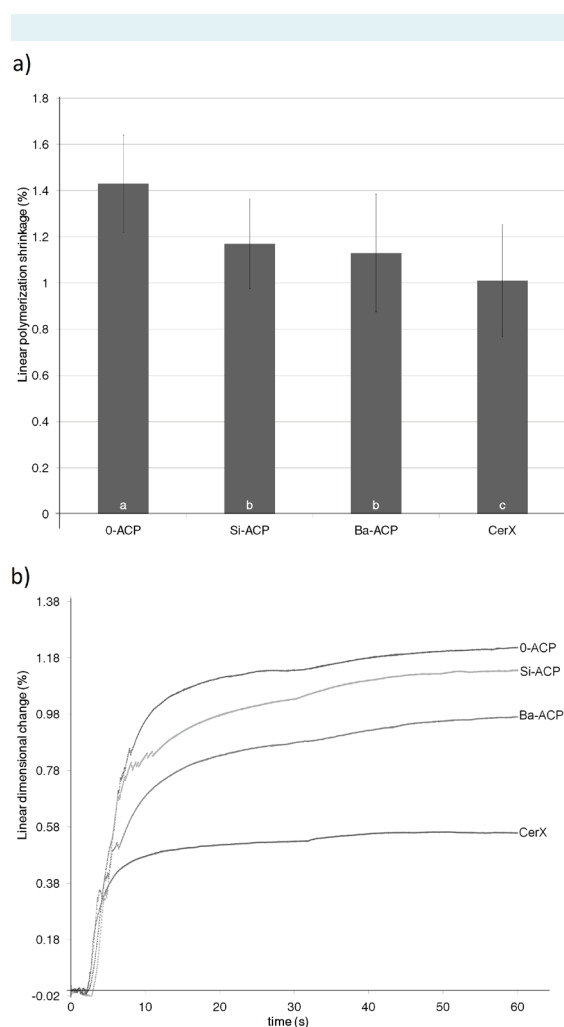 a)
Linear polymerization shrinkage (%)
1.8
1.6
1.4
1.2
1
0.8
0.6
0.4
0.2
0
a
b
b
c
0-ACP
Si-ACP
Ba-ACP
CerX
b)
Linear dimensional change (%)
1.38
1.18
0.98
0.78
0.58
0.38
0.18
-0.02
0-ACP
Si-ACP
Ba-ACP
CerX
0
10
20
30
40
50
60
time (s)